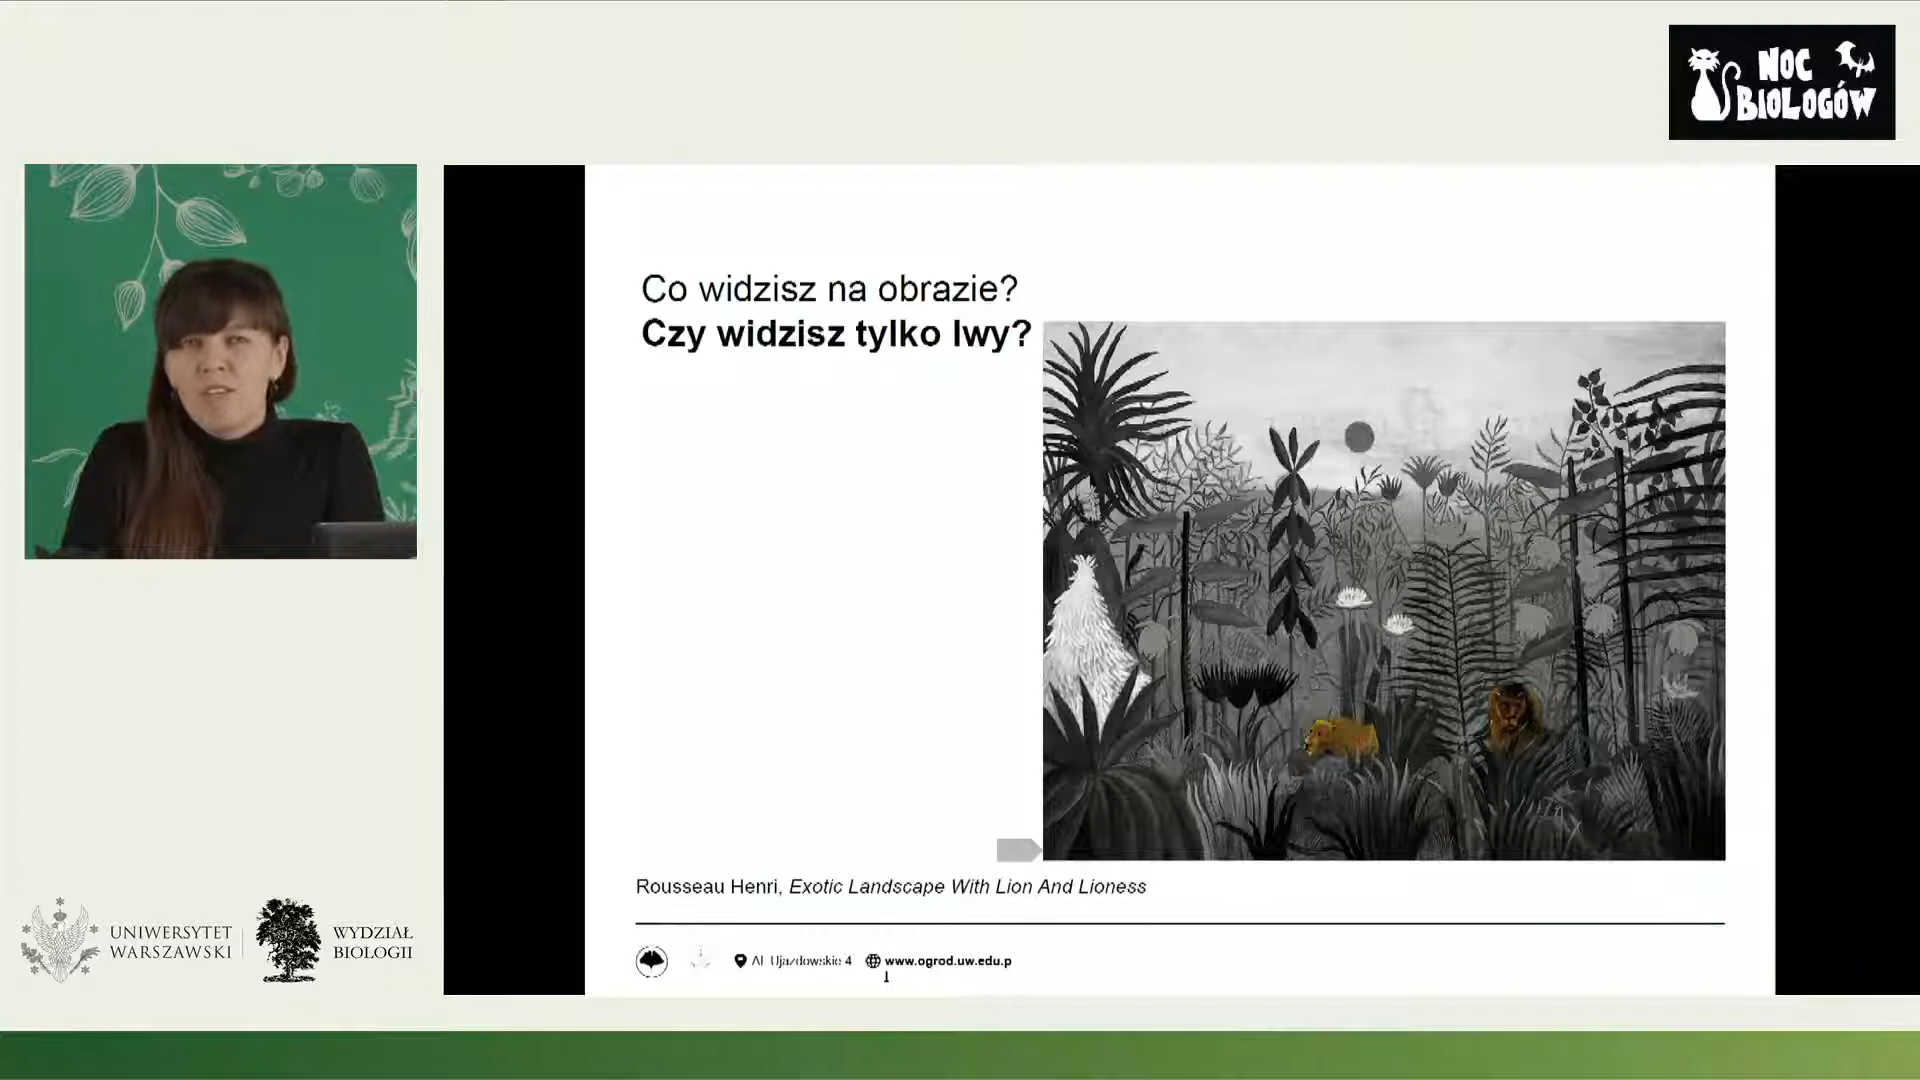 NOC
BIOLOGÓW
Co widzisz na obrazie?
Czy widzisz tylko lwy?
Rousseau Henri, Exotic Landscape With Lion And Lioness
UNIWERSYTET
WARSZAWSKI
WYDZIAŁ
BIOLOGII
Al. Ujazdowskie 4
www.ogrod.uw.edu.p
l